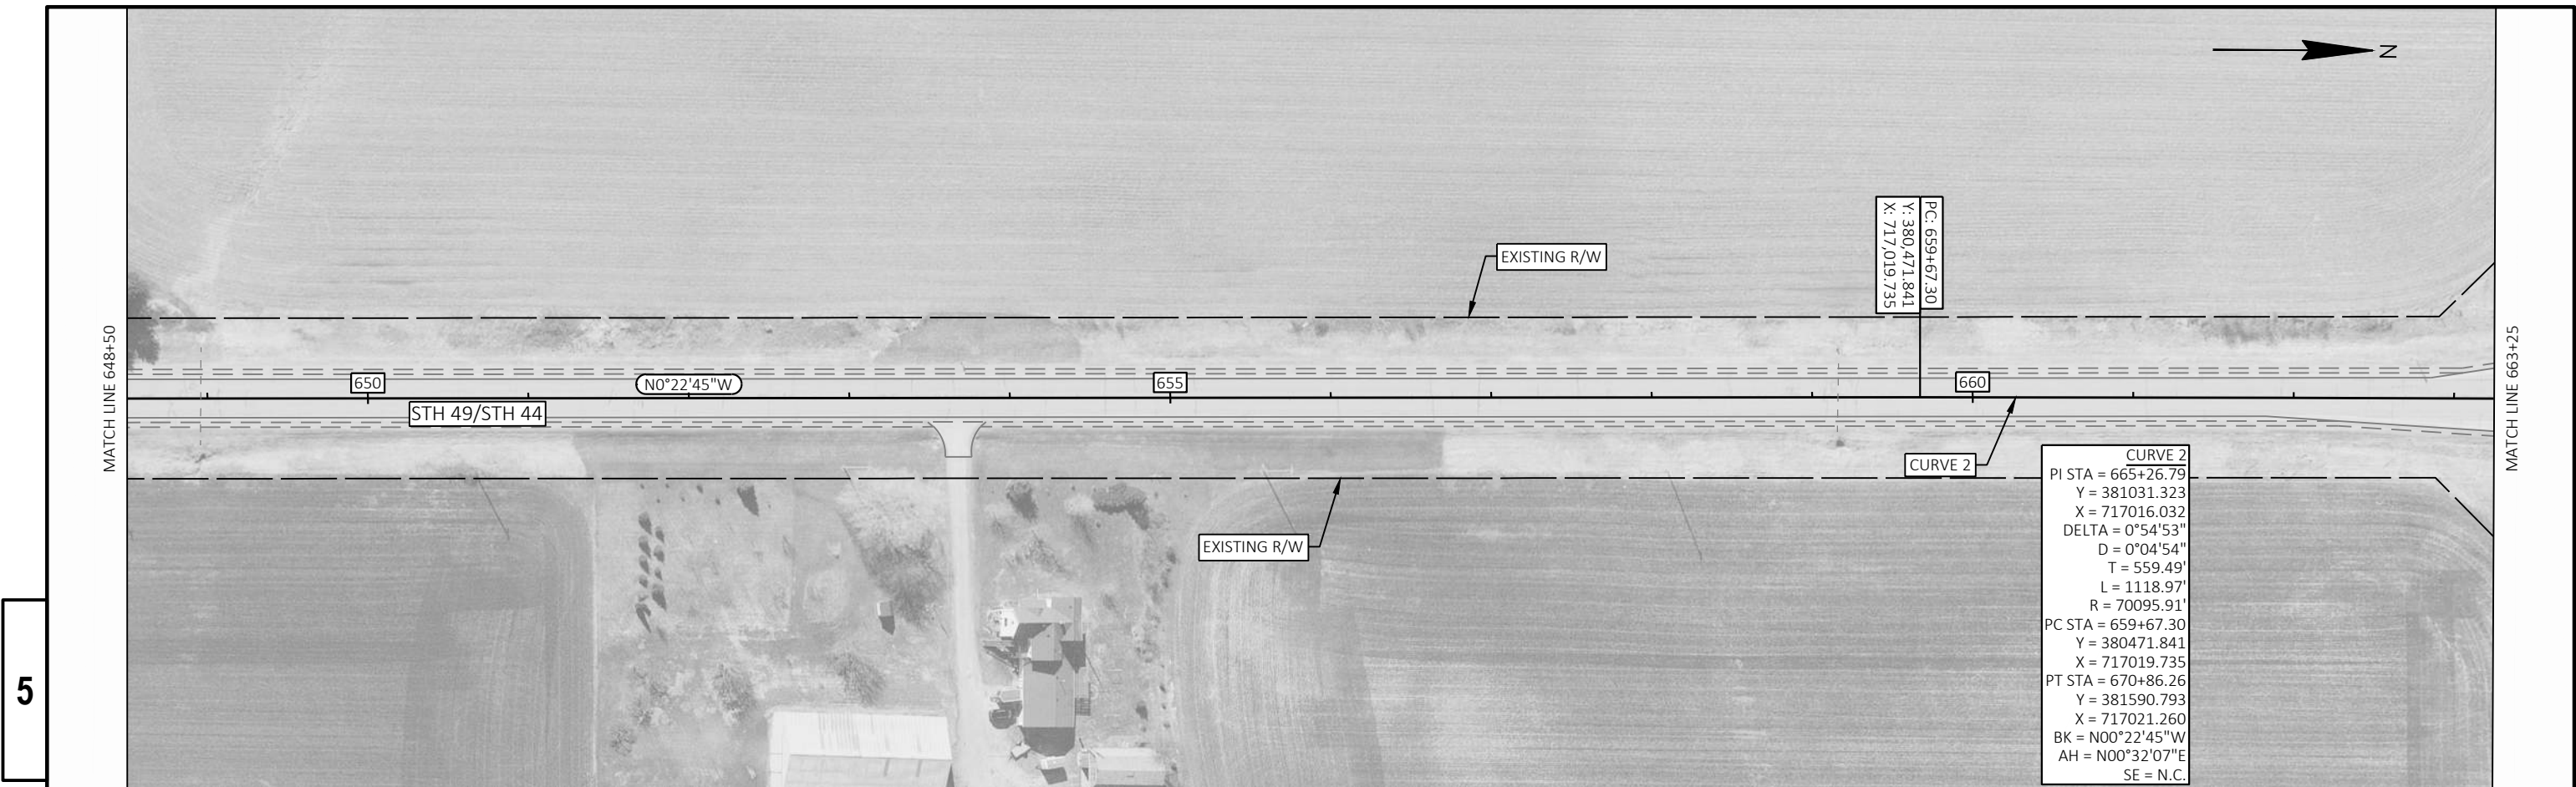 N
PC: 659+67.30
Y: 380,471.841
X: 717,019.735
EXISTING R/W
MATCH LINE 648+50
650
N0°22'45"W
655
660
STH 49/STH 44
MATCH LINE 663+25
CURVE 2
EXISTING R/W
CURVE 2
PI STA = 665+26.79
Y = 381031.323
X = 717016.032
DELTA = 0°54'53"
D = 0°04'54"
T = 559.49'
L = 1118.97'
R = 70095.91'
PC STA = 659+67.30
Y = 380471.841
X = 717019.735
PT STA = 670+86.26
Y = 381590.793
X = 717021.260
BK = N00°22'45"W
AH = N00°32'07"E
SE = N.C.
5